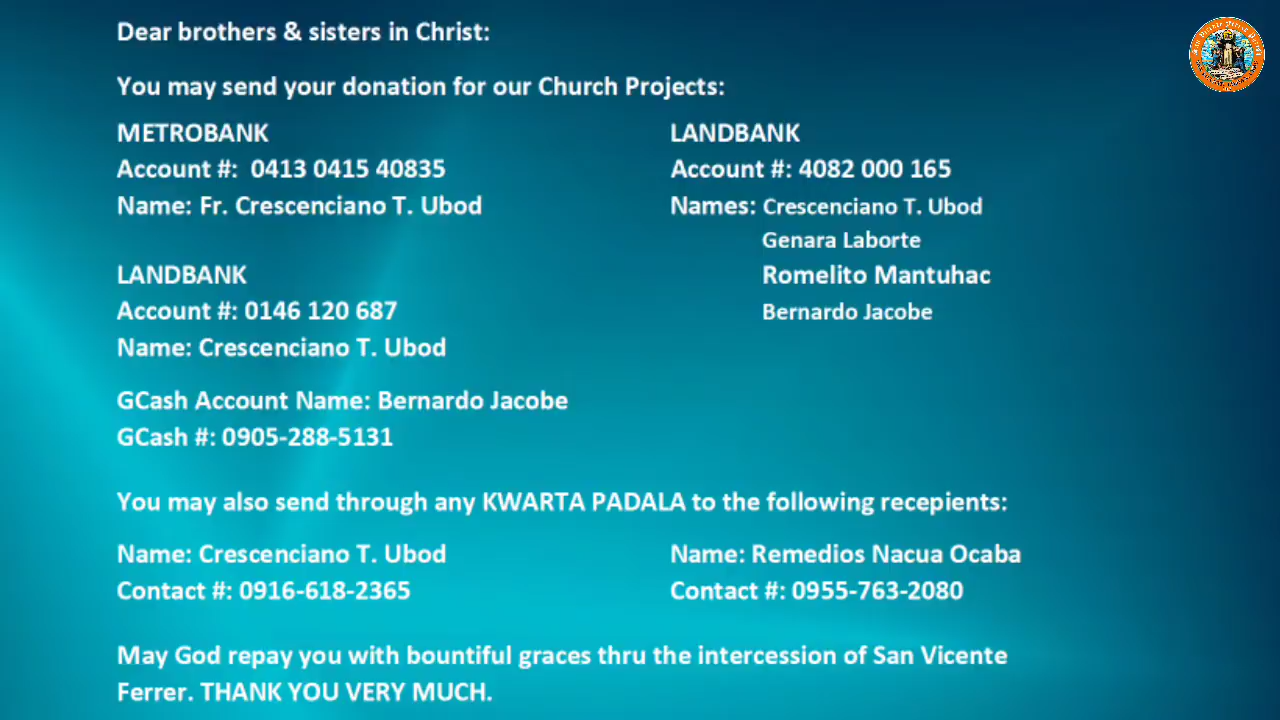 Dear brothers & sisters in Christ:
You may send your donation for our Church Projects:
METROBANK
Account #:  0413 0415 40835
Name: Fr. Crescenciano T. Ubod
LANDBANK
Account #: 0146 120 687
Name: Crescenciano T. Ubod
LANDBANK
Account #: 4082 000 165
Names: Crescenciano T. Ubod
Genara Laborte
Romelito Mantuhac
Bernardo Jacobe
GCash Account Name: Bernardo Jacobe
GCash #: 0905-288-5131
You may also send through any KWARTA PADALA to the following recepients:
Name: Crescenciano T. Ubod
Contact #: 0916-618-2365
Name: Remedios Nacua Ocaba
Contact #: 0955-763-2080
May God repay you with bountiful graces thru the intercession of San Vicente
Ferrer. THANK YOU VERY MUCH.